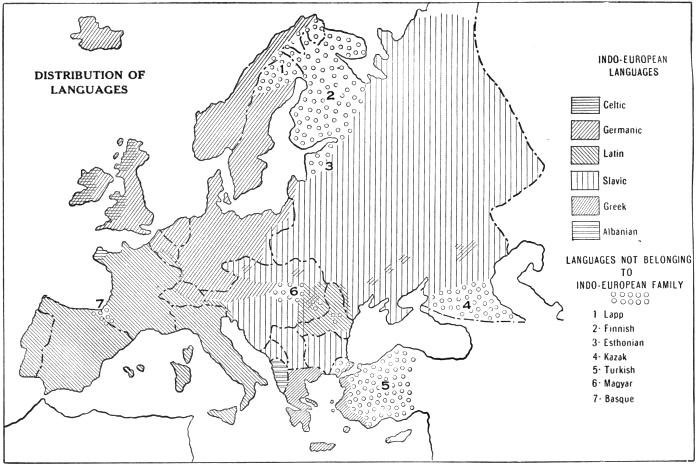 DISTRIBUTION OF
LANGUAGES
1
2
3
4
5
6
7
INDO-EUROPEAN
LANGUAGES
Celtic
Germanic
Latin
Slavic
Greek
Albanian
LANGUAGES NOT BELONGING
TO
INDO-EUROPEAN FAMILY
1 Lapp
2· Finnish
3· Esthonian
4· Kazak
5· Turkish
6· Magyar
7· Basque